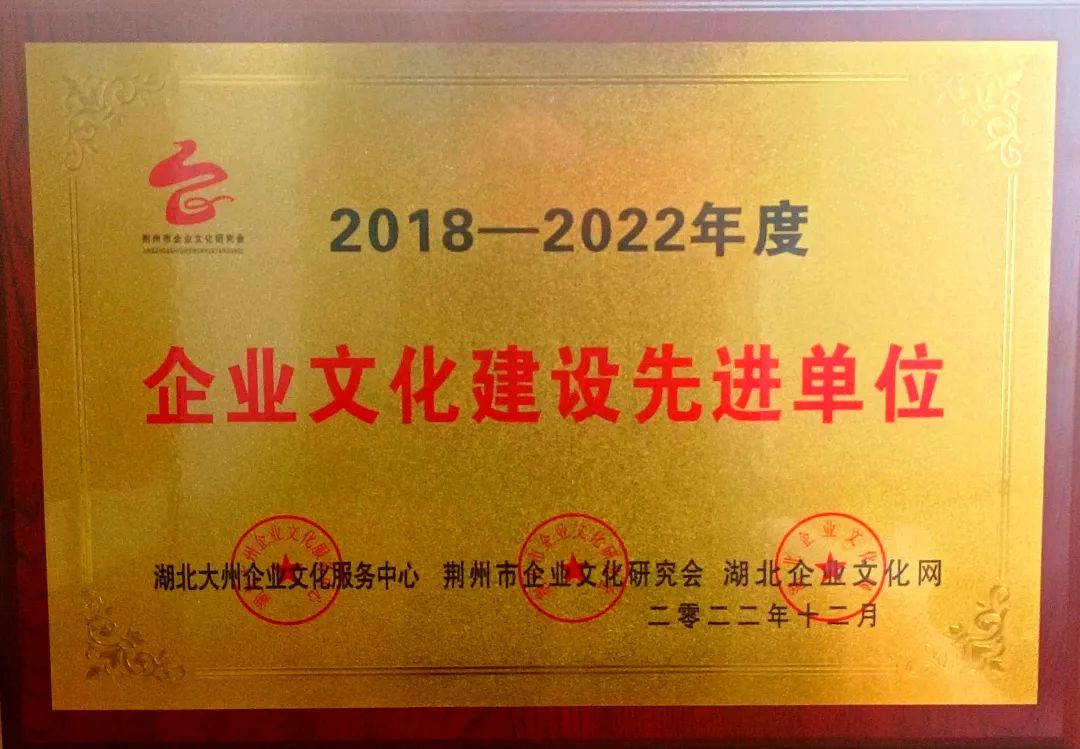 荆州市企业文化研究会
2018—2022年度
企业文化建设先进单位
湖北大州企业文化服务中心 荆州市企业文化研究会 湖北企业文化网
二零二二年十二月